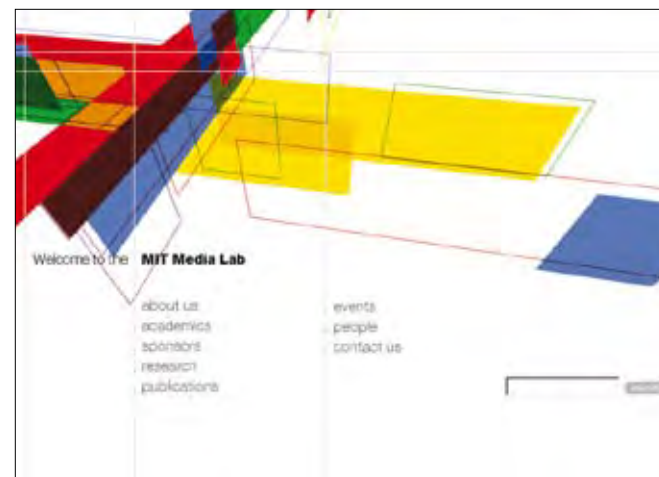 Welcome to the MIT Media Lab
about us
academics
sponsors
research
publications
events
people
contact us